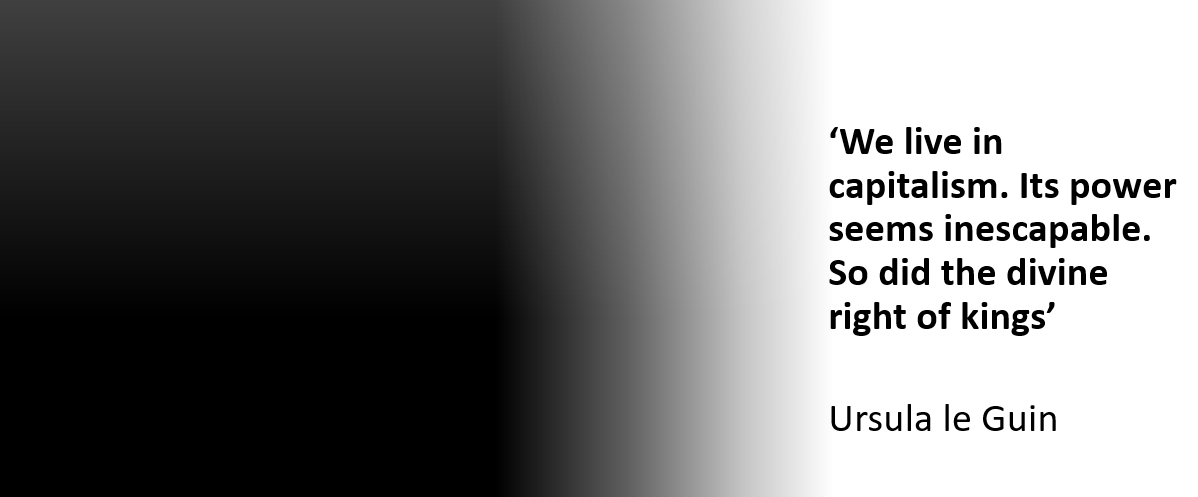 ‘We live in
capitalism. Its power
seems inescapable.
So did the divine
right of kings’
Ursula le Guin